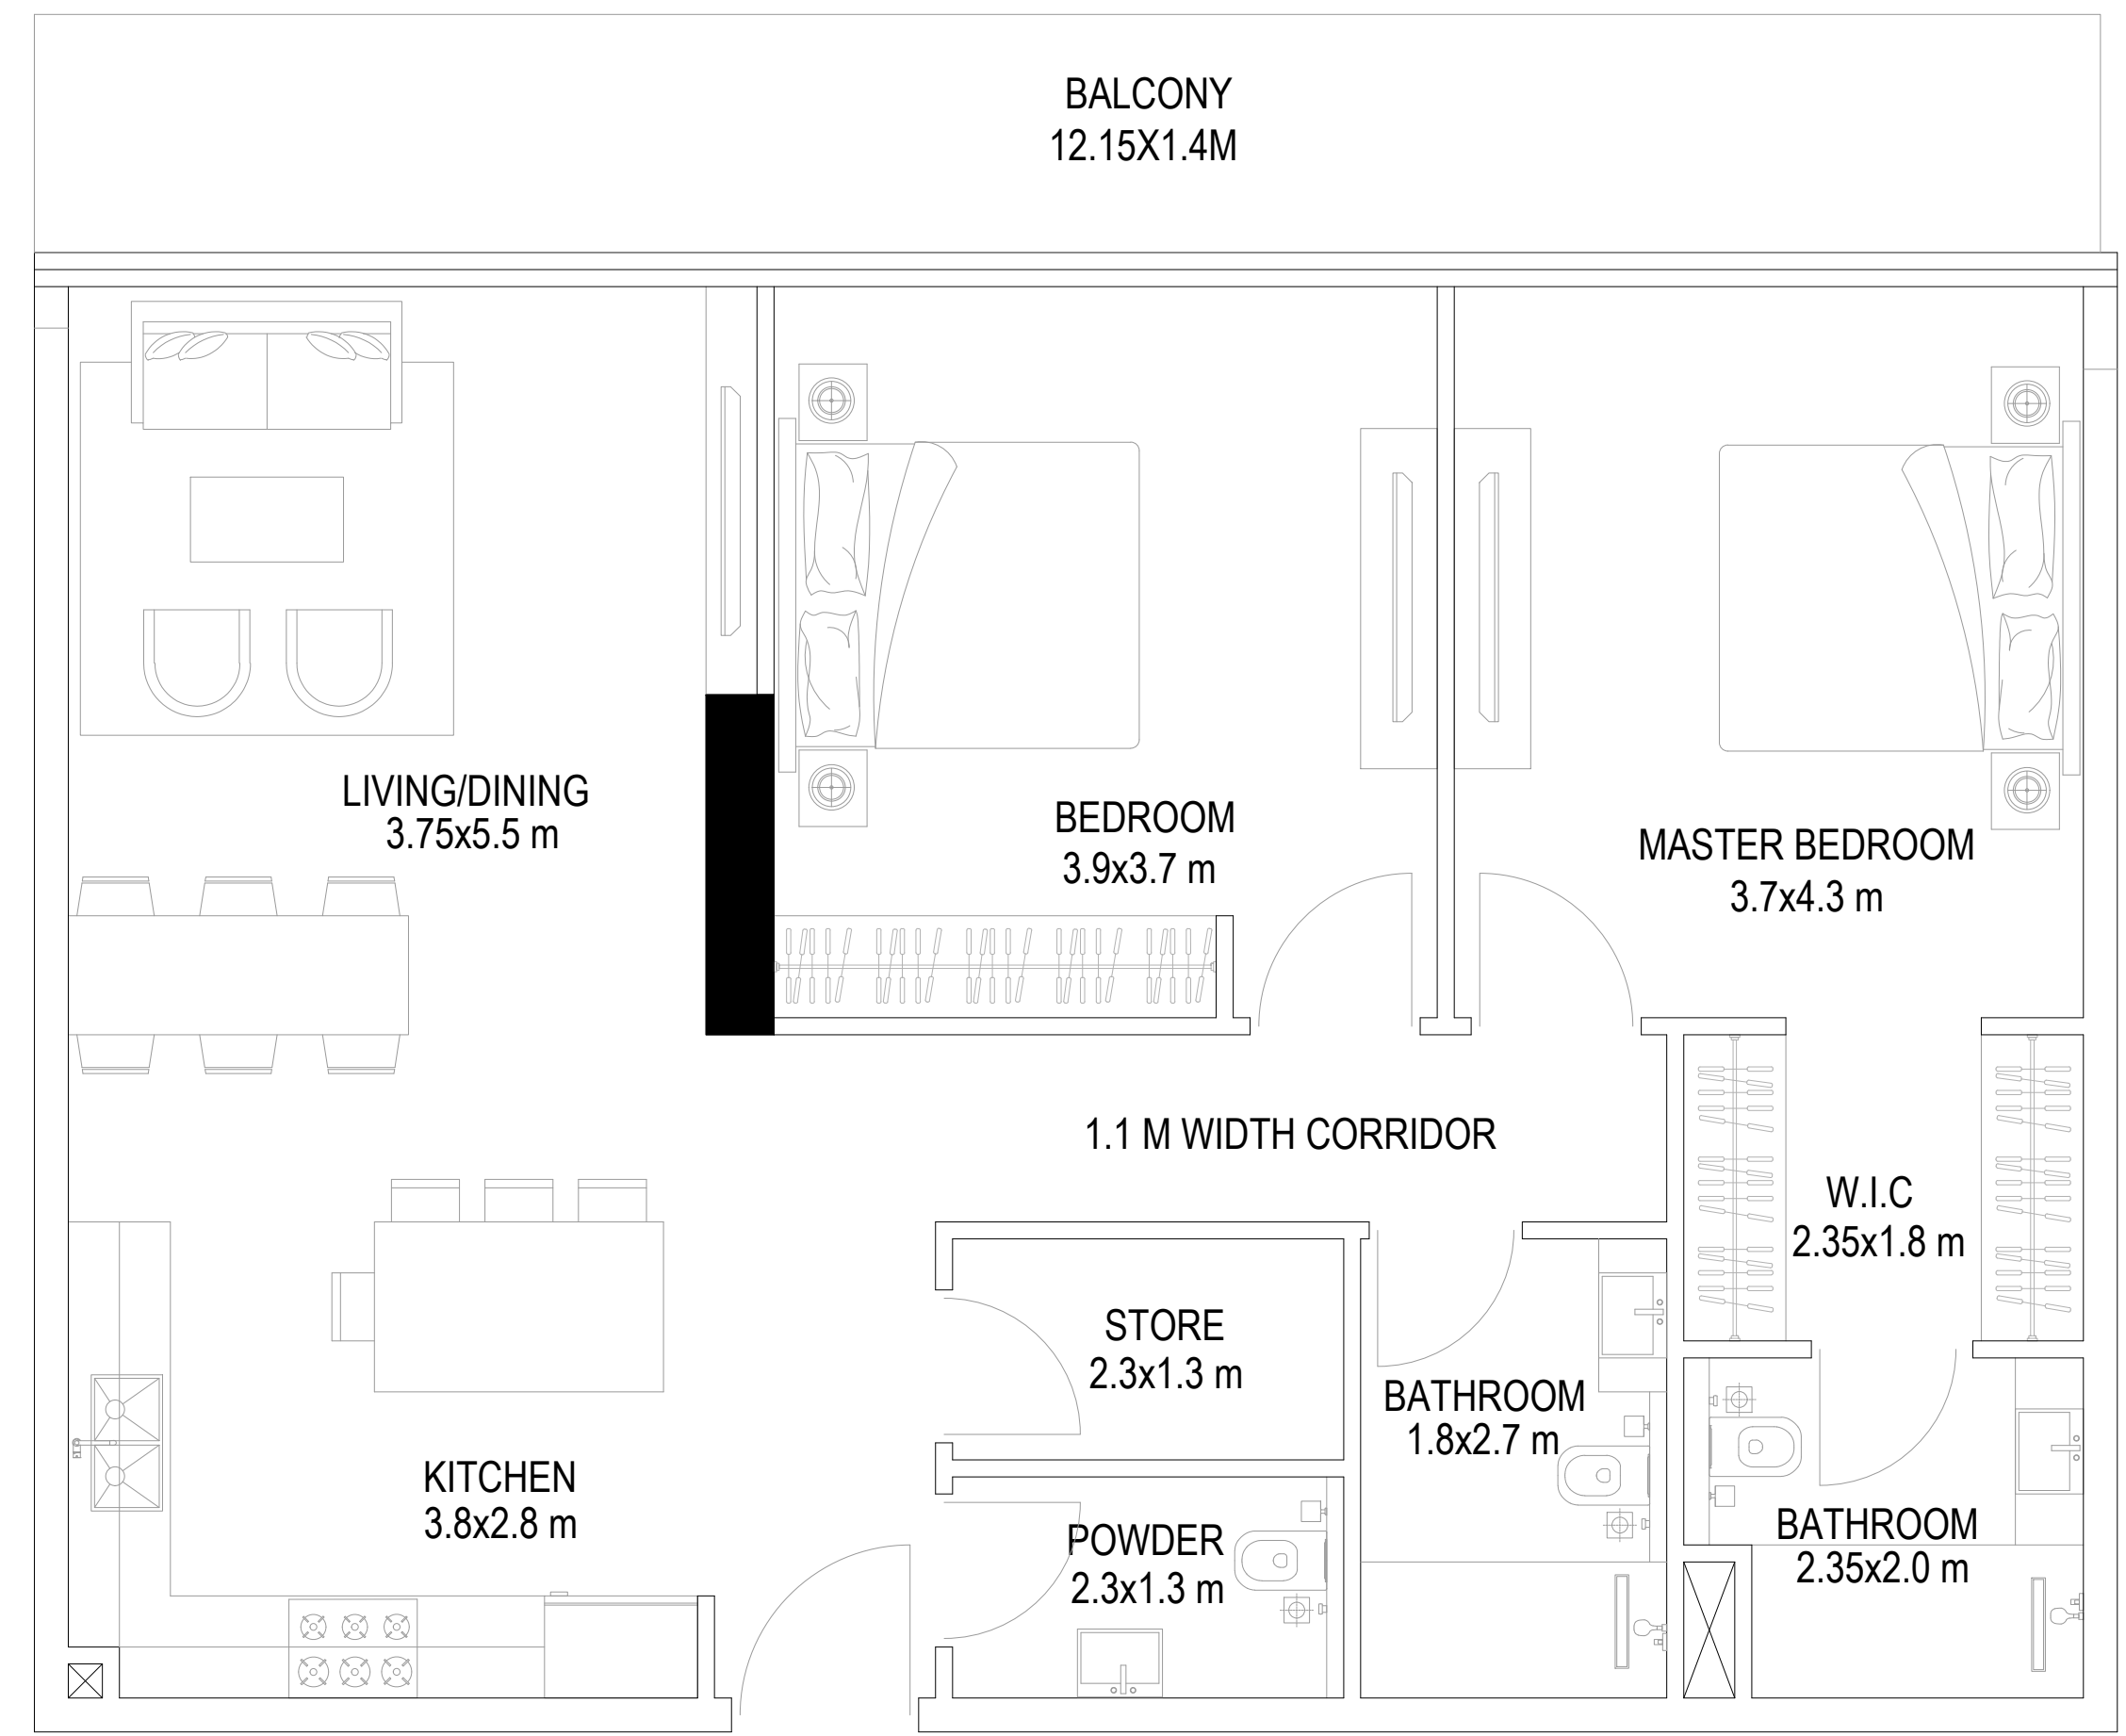 BALCONY
12.15X1.4M
LIVING/DINING
3.75x5.5 m
BEDROOM
3.9x3.7 m
MASTER BEDROOM
3.7x4.3 m
1.1 M WIDTH CORRIDOR
W.I.C
2.35x1.8 m
STORE
2.3x1.3 m
BATHROOM
1.8x2.7 m
KITCHEN
3.8x2.8 m
POWDER
2.3x1.3 m
BATHROOM
2.35x2.0 m